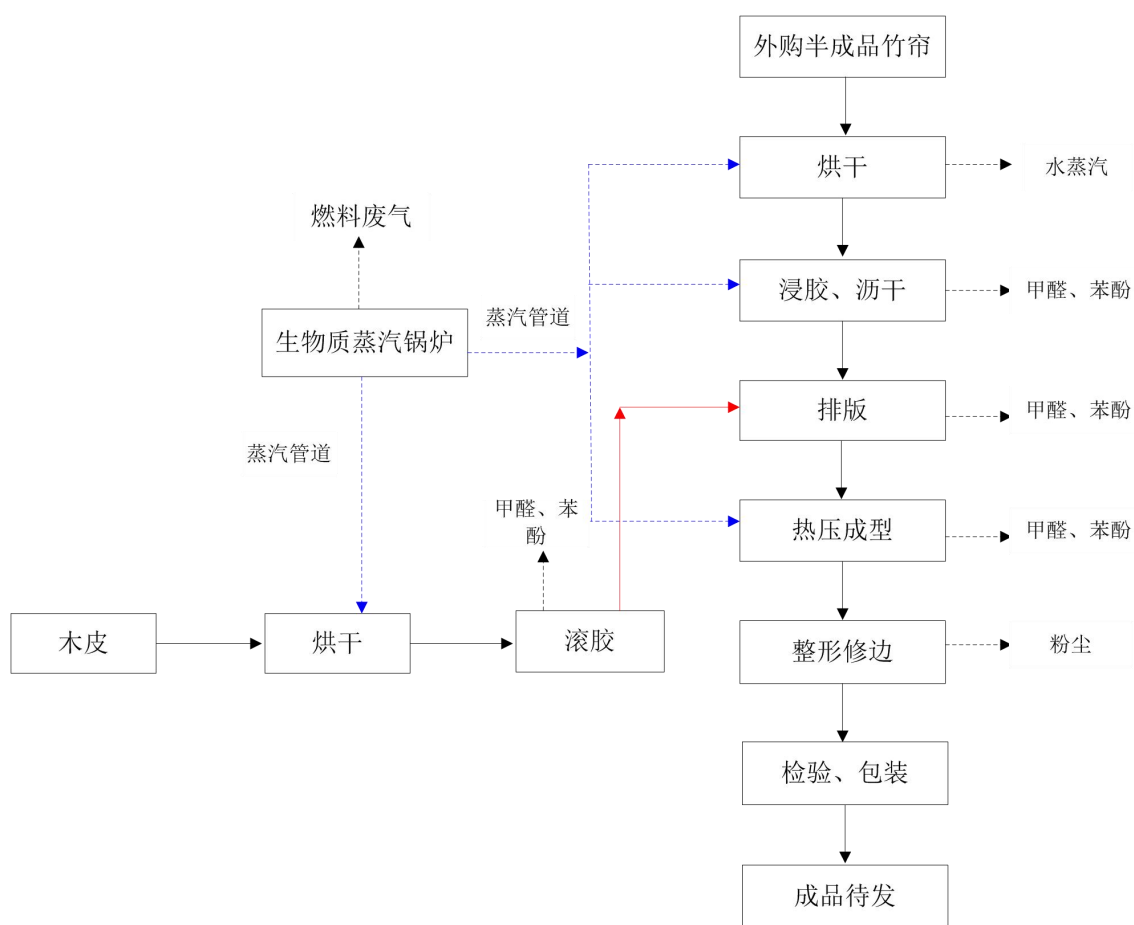 外购半成品竹帘
烘干
水蒸汽
燃料废气
浸胶、沥干
甲醛、苯酚
蒸汽管道
生物质蒸汽锅炉
排版
甲醛、苯酚
蒸汽管道
甲醛、苯
酚
热压成型
甲醛、苯酚
木皮
烘干
滚胶
整形修边
粉尘
检验、包装
成品待发